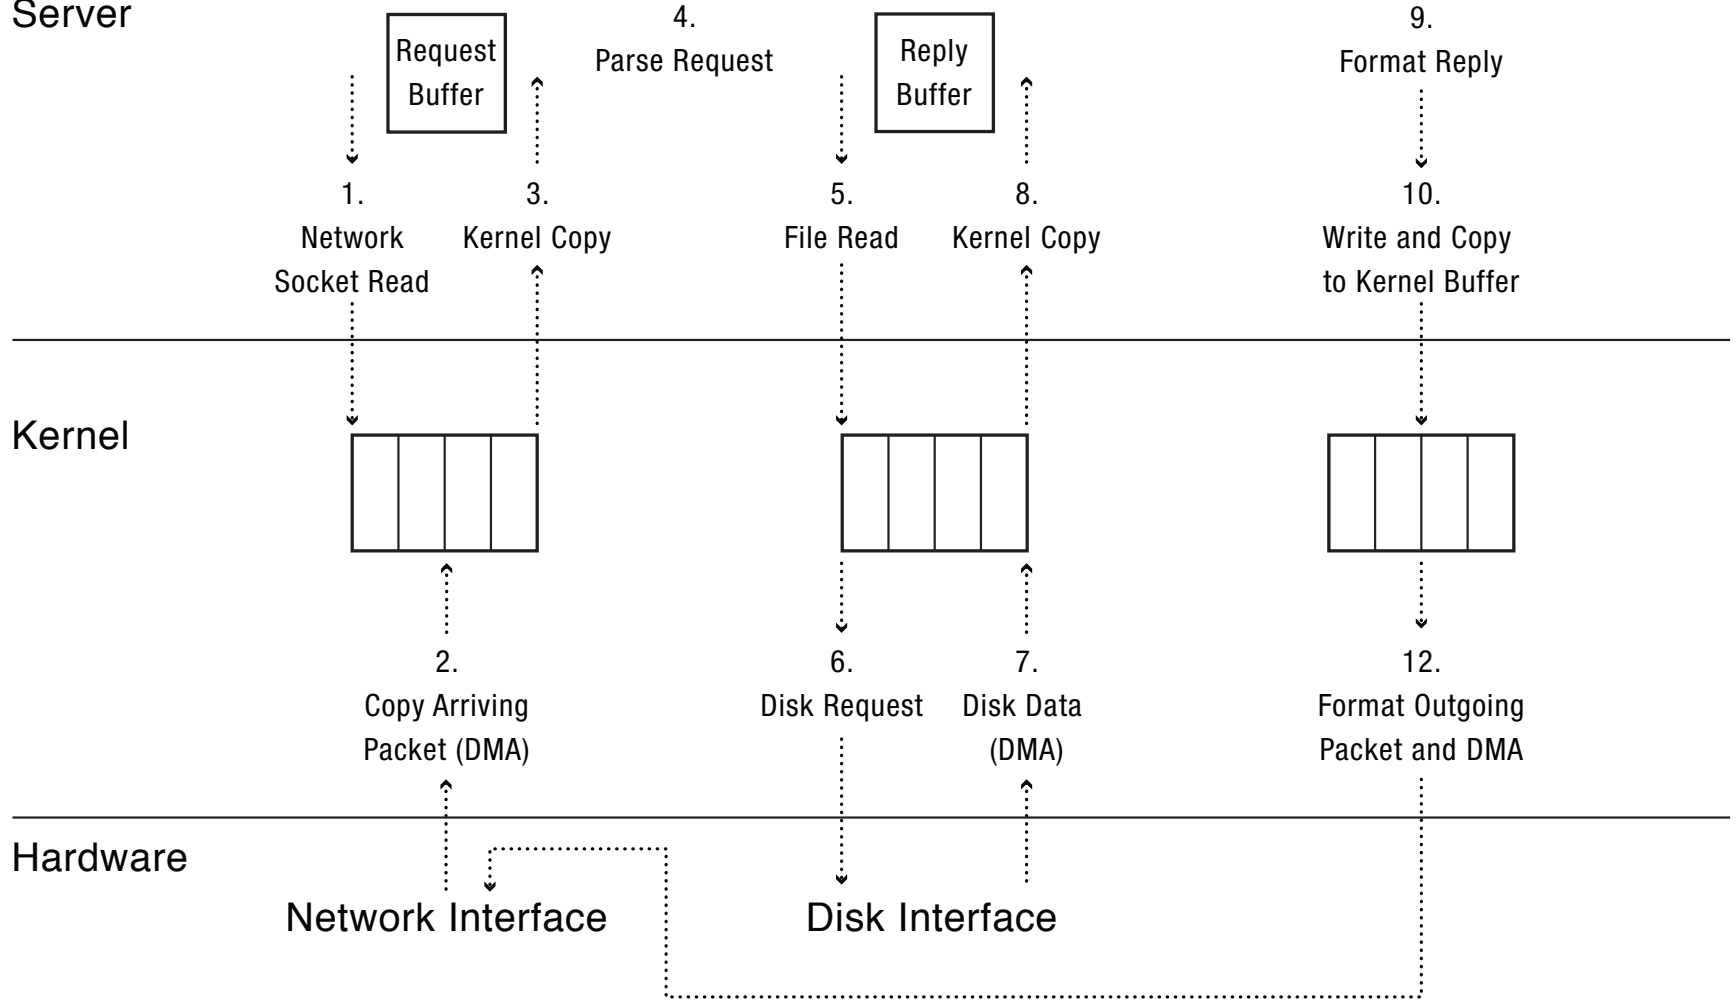 Server
Request
Buffer
4.
Parse Request
Reply
Buffer
9.
Format Reply
1.
Network
Socket Read
3.
Kernel Copy
5.
File Read
8.
Kernel Copy
10.
Write and Copy
to Kernel Buffer
Kernel
2.
Copy Arriving
Packet (DMA)
6.
Disk Request
7.
Disk Data
(DMA)
12.
Format Outgoing
Packet and DMA
Hardware
Network Interface
Disk Interface